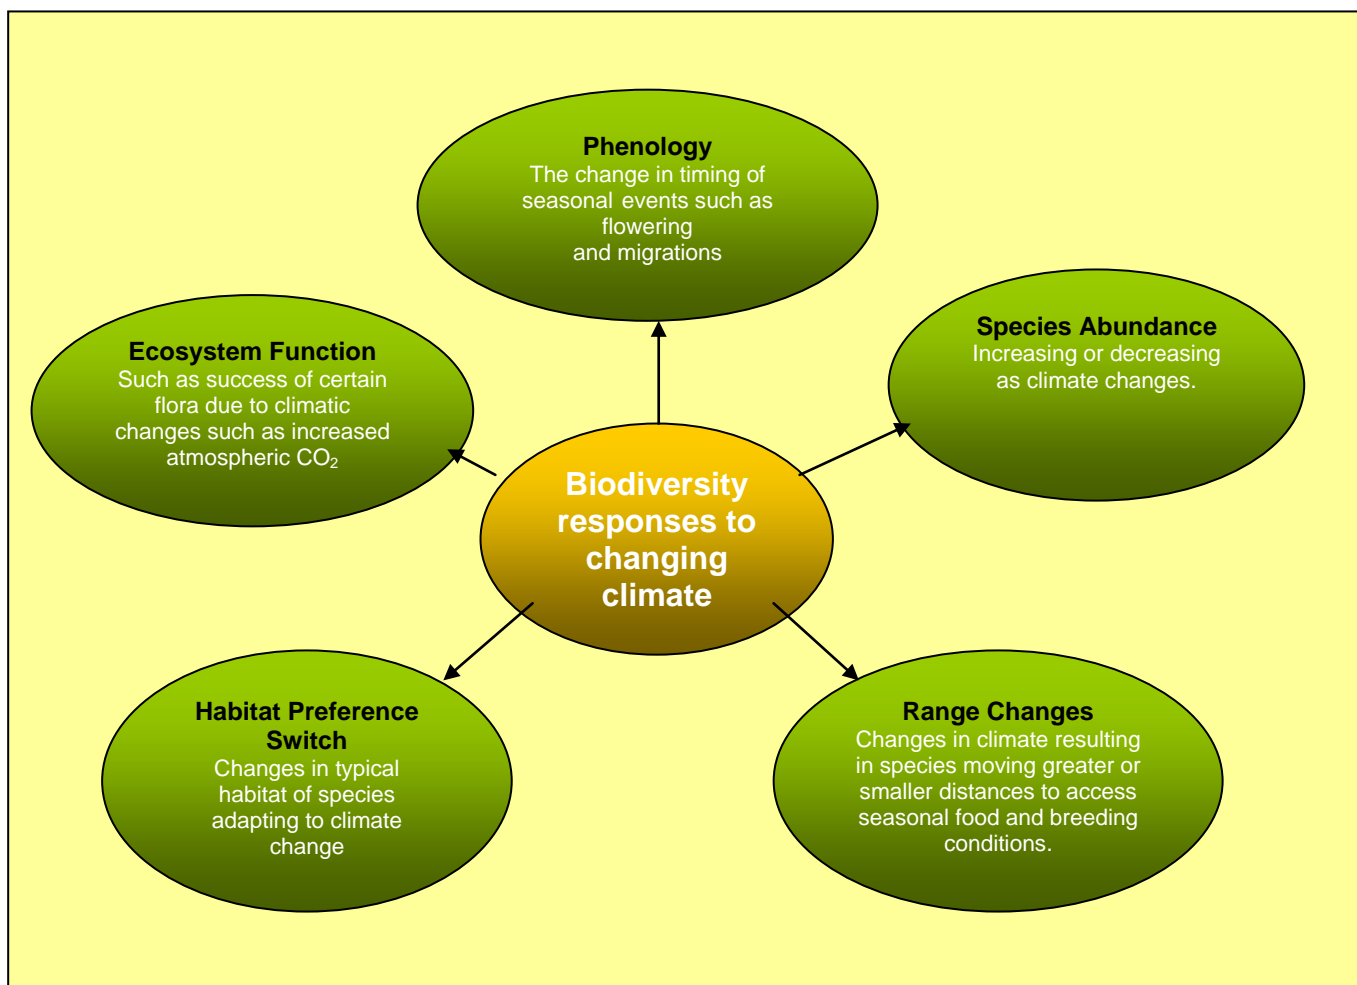 Phenology
The change in timing of
seasonal events such as
flowering
and migrations
Ecosystem Function
Such as success of certain
flora due to climatic
changes such as increased
atmospheric CO₂
Species Abundance
Increasing or decreasing
as climate changes.
Biodiversity
responses to
changing
climate
Habitat Preference
Switch
Changes in typical
habitat of species
adapting to climate
change
Range Changes
Changes in climate resulting
in species moving greater or
smaller distances to access
seasonal food and breeding
conditions.